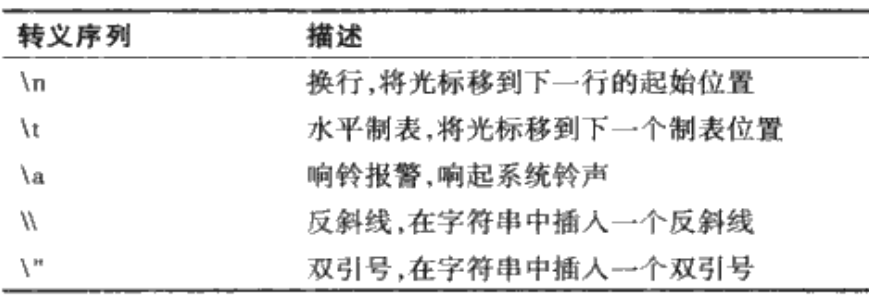 转义序列 描述
\n 换行,将光标移到下一行的起始位置
\t 水平制表,将光标移到下一个制表位置
\a 响铃报警,响起系统铃声
\\ 反斜线,在字符串中插入一个反斜线
\" 双引号,在字符串中插入一个双引号